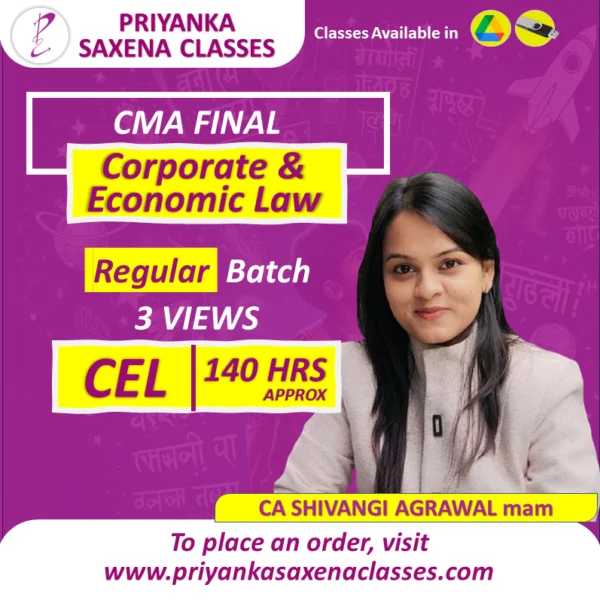 PRIYANKA
SAXENA CLASSES
Classes Available in
CMA FINAL
Corporate &
Economic Law
Regular Batch
3 VIEWS
CEL
140 HRS
APPROX
CA SHIVANGI AGRAWAL mam
To place an order, visit
www.priyankasaxenaclasses.com